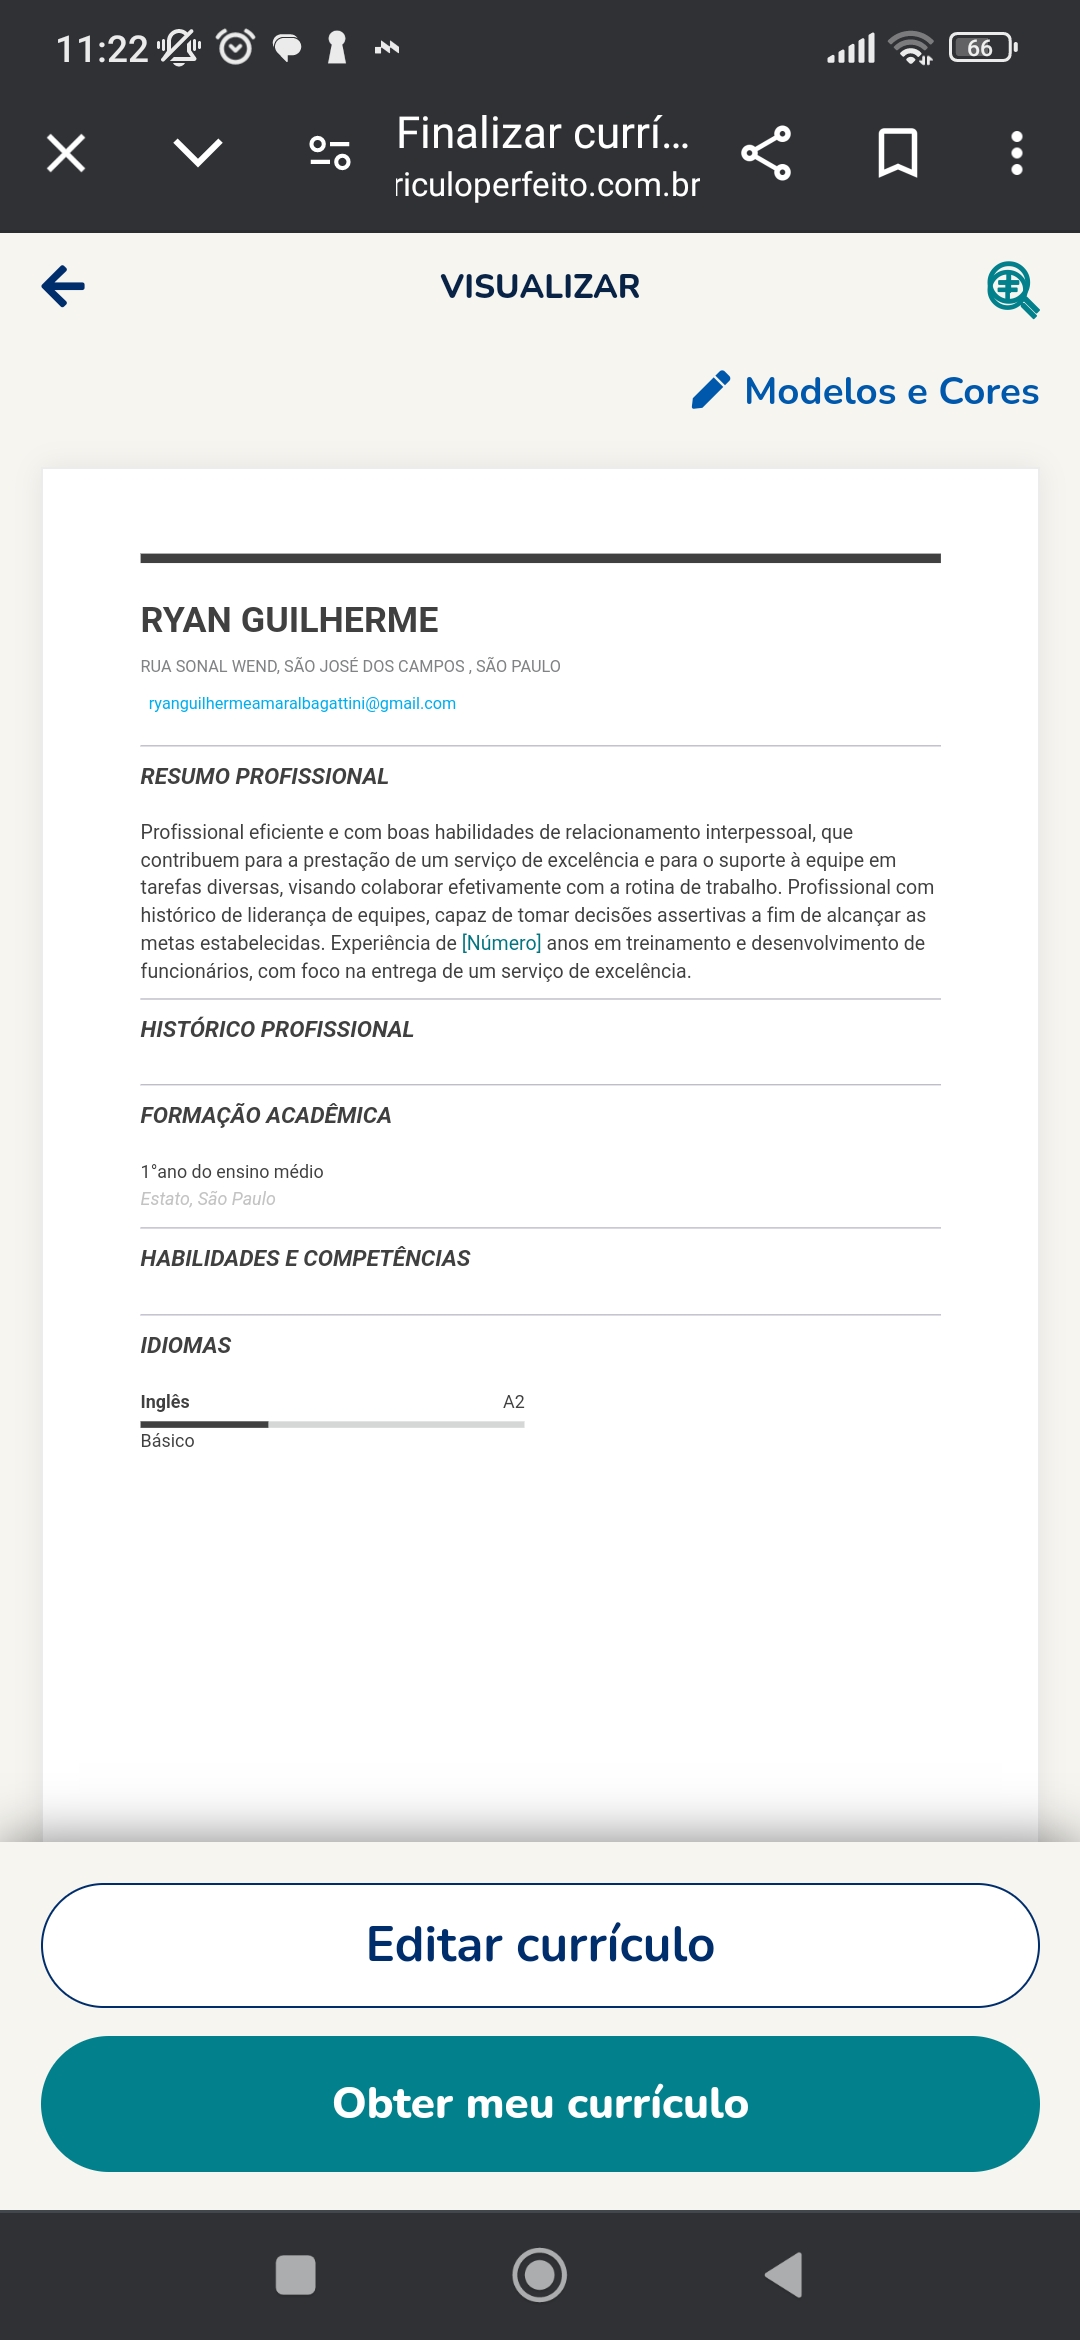 11:22
66
Finalizar currí...
riculoperfeito.com.br
VISUALIZAR
Modelos e Cores
RYAN GUILHERME
RUA SONAL WEND, SÃO JOSÉ DOS CAMPOS , SÃO PAULO
ryanguilhermeamaralbagattini@gmail.com
RESUMO PROFISSIONAL
Profissional eficiente e com boas habilidades de relacionamento interpessoal, que
contribuem para a prestação de um serviço de excelência e para o suporte à equipe em
tarefas diversas, visando colaborar efetivamente com a rotina de trabalho. Profissional com
histórico de liderança de equipes, capaz de tomar decisões assertivas a fim de alcançar as
metas estabelecidas. Experiência de [Número] anos em treinamento e desenvolvimento de
funcionários, com foco na entrega de um serviço de excelência.
HISTÓRICO PROFISSIONAL
FORMAÇÃO ACADÊMICA
1°ano do ensino médio
Estato, São Paulo
HABILIDADES E COMPETÊNCIAS
IDIOMAS
Inglês A2
Básico
Editar currículo
Obter meu currículo